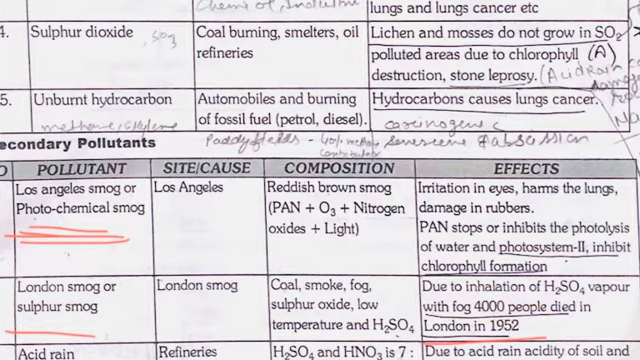 Chemical, Industrie
lungs and lungs cancer etc
4. Sulphur dioxide , SO3 Coal burning, smelters, oil refineries Lichen and mosses do not grow in SO2
polluted areas due to chlorophyll (A)
destruction, stone leprosy. (Acid Rain
5. Unburnt hydrocarbon Automobiles and burning of fossil fuel (petrol, diesel). Hydrocarbons causes lungs cancer.
methane, ethylene carcinogenic
Paddy fields - 40% methane senescence & abscission
contributor
econdary Pollutants
O POLLUTANT SITE/CAUSE COMPOSITION EFFECTS
Los angeles smog or
Photo-chemical smog
Los Angeles
Reddish brown smog
(PAN + O3 + Nitrogen
oxides + Light)
Irritation in eyes, harms the lungs,
damage in rubbers.
PAN stops or inhibits the photolysis
of water and photosystem-II, inhibit
chlorophyll formation
London smog or
sulphur smog
London smog
Coal, smoke, fog,
sulphur oxide, low
temperature and H2SO4
Due to inhalation of H2SO4 vapour
with fog 4000 people died in
London in 1952
Acid rain Refineries H2SO4 and HNO3 is 7 : Due to acid rain acidity of soil and